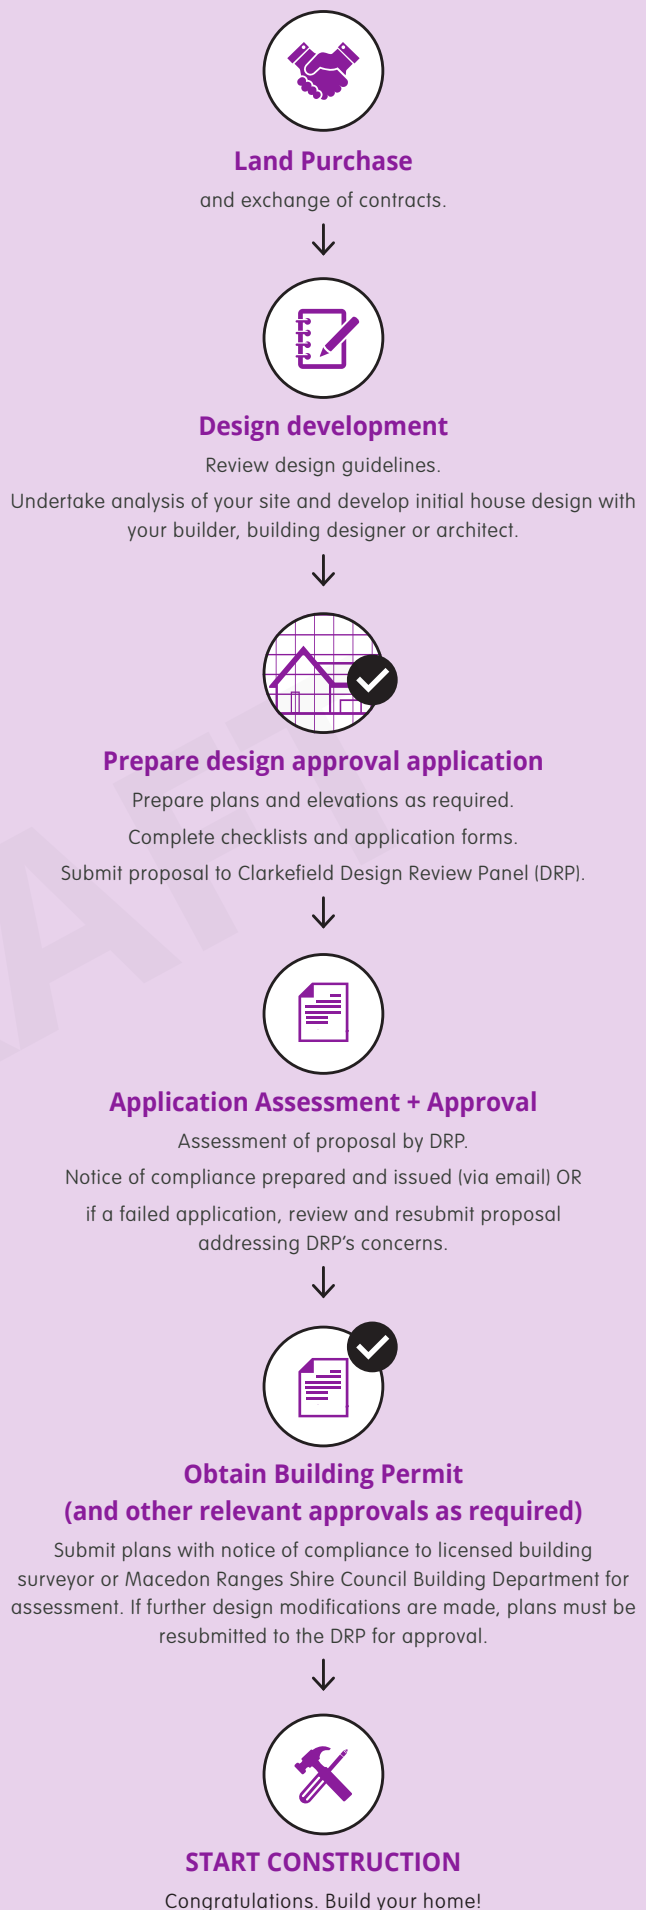 Land Purchase
and exchange of contracts.
Design development
Review design guidelines.
Undertake analysis of your site and develop initial house design with
your builder, building designer or architect.
Prepare design approval application
Prepare plans and elevations as required.
Complete checklists and application forms.
Submit proposal to Clarkefield Design Review Panel (DRP).
Application Assessment + Approval
Assessment of proposal by DRP.
Notice of compliance prepared and issued (via email) OR
if a failed application, review and resubmit proposal
addressing DRP's concerns.
Obtain Building Permit
(and other relevant approvals as required)
Submit plans with notice of compliance to licensed building
surveyor or Macedon Ranges Shire Council Building Department for
assessment. If further design modifications are made, plans must be
resubmitted to the DRP for approval.
START CONSTRUCTION
Congratulations. Build your home!